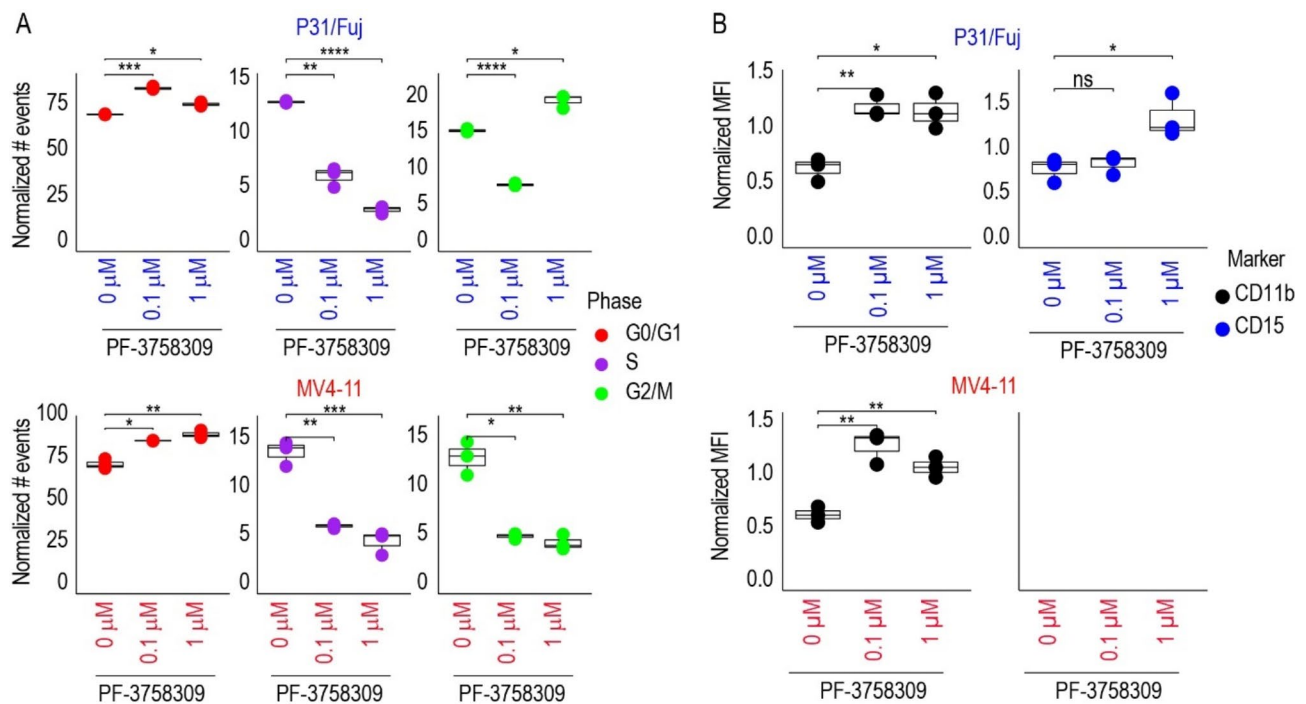 A
P31/Fuj
Normalized # events
75
50
25
0
*
***
15
10
5
0
****
**
20
15
10
5
0
*
****
0 µM
0.1 µM
1 µM
0 µM
0.1 µM
1 µM
0 µM
0.1 µM
1 µM
PF-3758309
PF-3758309
PF-3758309
Phase
G0/G1
S
G2/M
MV4-11
Normalized # events
100
75
50
25
0
**
*
15
10
5
0
***
**
15
10
5
0
**
*
0 µM
0.1 µM
1 µM
0 µM
0.1 µM
1 µM
0 µM
0.1 µM
1 µM
PF-3758309
PF-3758309
PF-3758309
B
P31/Fuj
Normalized MFI
1.5
1.0
0.5
0.0
*
**
1.5
1.0
0.5
0.0
*
ns
0 µM
0.1 µM
1 µM
0 µM
0.1 µM
1 µM
PF-3758309
PF-3758309
Marker
CD11b
CD15
MV4-11
Normalized MFI
1.5
1.0
0.5
0.0
**
**
0 µM
0.1 µM
1 µM
0 µM
0.1 µM
1 µM
PF-3758309
PF-3758309